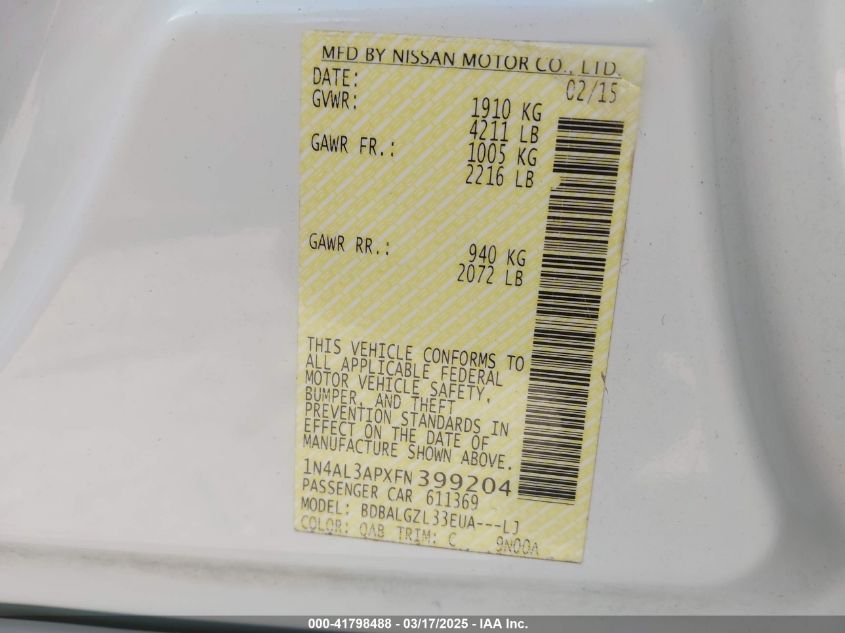 MFD BY NISSAN MOTOR CO., LTD.
DATE: 02/15
GVWR: 1910 KG
4211 LB
GAWR FR.: 1005 KG
2216 LB
GAWR RR.: 940 KG
2072 LB
THIS VEHICLE CONFORMS TO
ALL APPLICABLE FEDERAL
MOTOR VEHICLE SAFETY,
BUMPER, AND THEFT
PREVENTION STANDARDS IN
EFFECT ON THE DATE OF
MANUFACTURE SHOWN ABOVE.
1N4AL3APXFN 399204
PASSENGER CAR 611369
MODEL: BDBALGZL33EUA---LJ
COLOR: QAB TRIM: C 9N00A
000-41798488 - 03/17/2025 - IAA Inc.